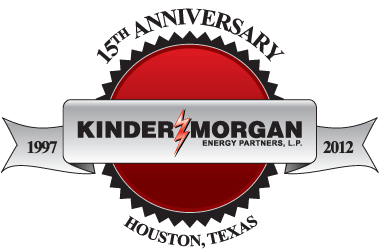 15TH ANNIVERSARY
KINDER MORGAN
ENERGY PARTNERS, L.P.
1997
2012
HOUSTON, TEXAS